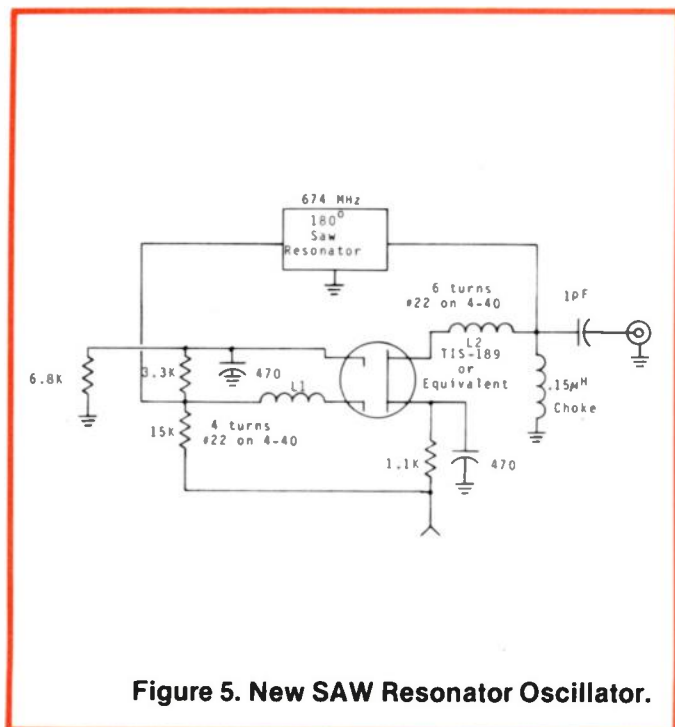 674 MHz
180°
Saw
Resonator
6 turns
#22 on 4-40
1pF
L2
TIS-189
or
Equivalent
6.8K
3.3K
470
L1
.15μH
Choke
15K
4 turns
#22 on 4-40
1.1K
470
Figure 5. New SAW Resonator Oscillator.